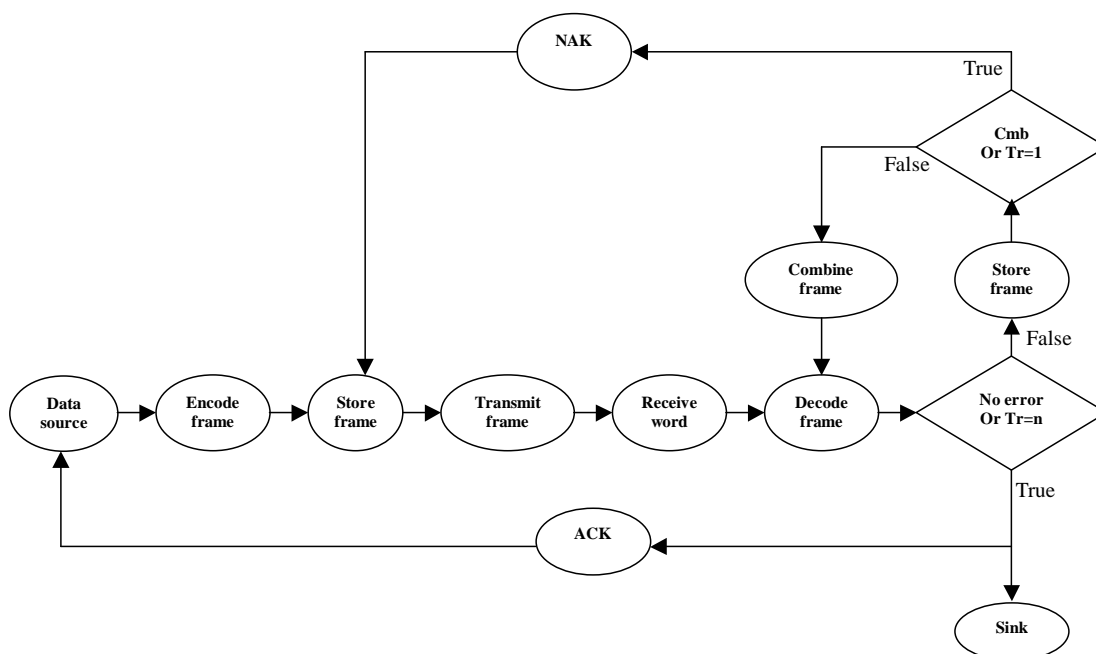 NAK
True
Cmb
Or Tr=1
False
Combine
frame
Store
frame
False
Data
source
Encode
frame
Store
frame
Transmit
frame
Receive
word
Decode
frame
No error
Or Tr=n
True
ACK
Sink